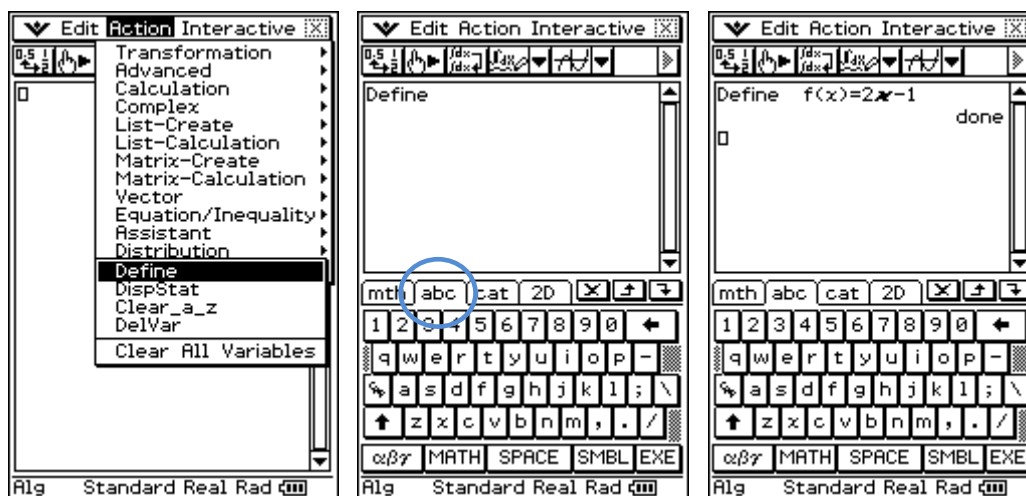 Edit Action Interactive
Transformation
Advanced
Calculation
Complex
List-Create
List-Calculation
Matrix-Create
Matrix-Calculation
Vector
Equation/Inequality
Assistant
Distribution
Define
DispStat
Clear_a_z
DelVar
Clear All Variables
Alg Standard Real Rad
Edit Action Interactive
Define
mth abc cat 2D
1 2 3 4 5 6 7 8 9 0
q w e r t y u i o p -
a s d f g h j k l ; \
z x c v b n m , . /
αβγ MATH SPACE SMBL EXE
Alg Standard Real Rad
Edit Action Interactive
Define f(x)=2x-1
done
mth abc cat 2D
1 2 3 4 5 6 7 8 9 0
q w e r t y u i o p -
a s d f g h j k l ; \
z x c v b n m , . /
αβγ MATH SPACE SMBL EXE
Alg Standard Real Rad